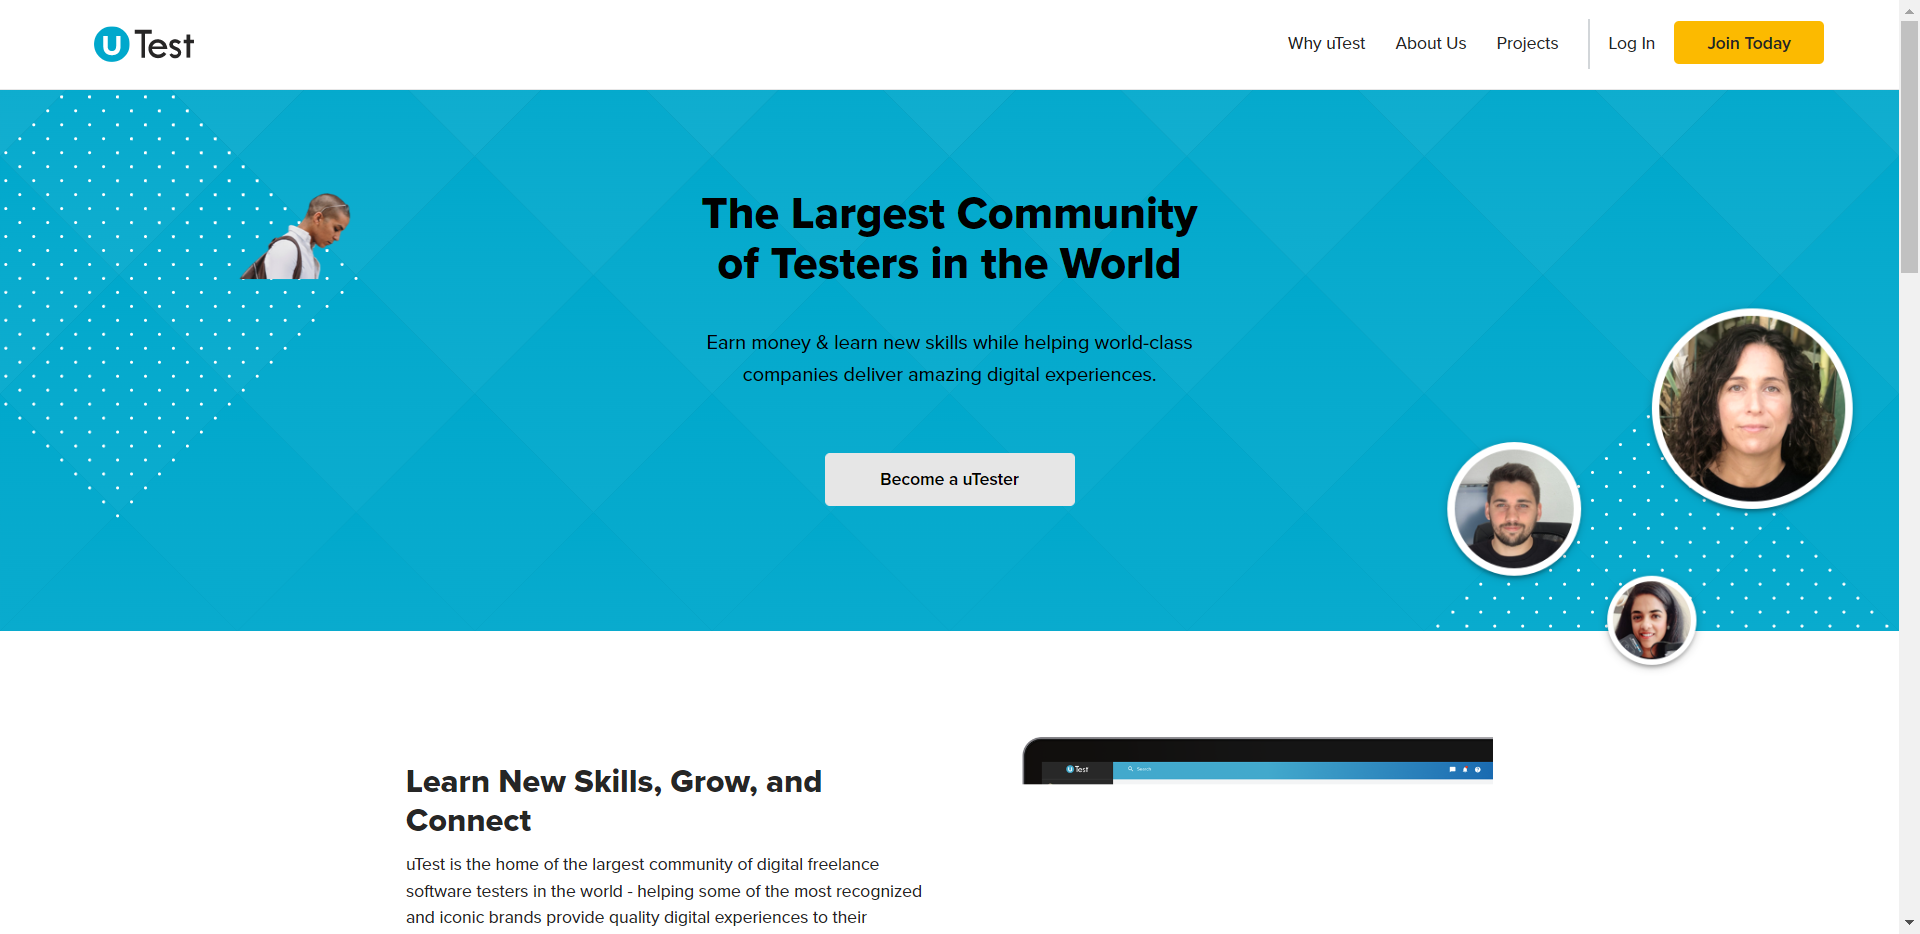 uTest
Why uTest
About Us
Projects
Log In
Join Today
The Largest Community
of Testers in the World
Earn money & learn new skills while helping world-class
companies deliver amazing digital experiences.
Become a uTester
Learn New Skills, Grow, and
Connect
uTest is the home of the largest community of digital freelance
software testers in the world - helping some of the most recognized
and iconic brands provide quality digital experiences to their
uTest
Search